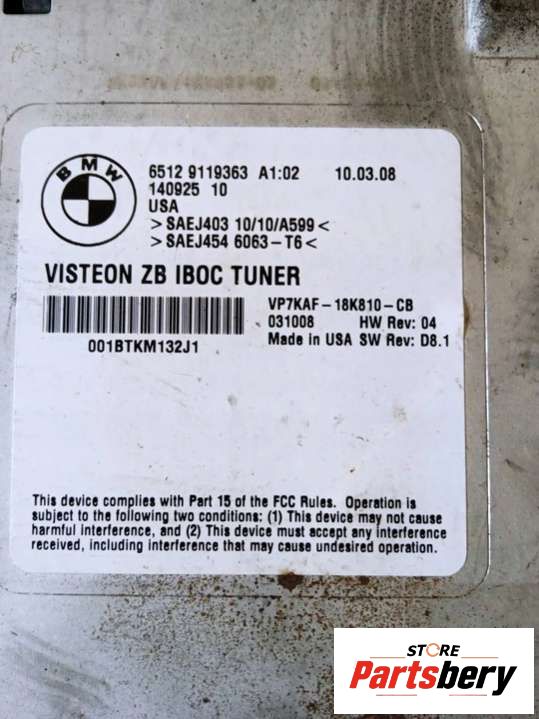 BMW
6512 9119363 A1:02 10.03.08
140925 10
USA
>SAEJ403 10/10/A599<
>SAEJ454 6063-T6<
VISTEON ZB IBOC TUNER
VP7KAF-18K810-CB
031008 HW Rev: 04
001BTKM132J1
Made in USA SW Rev: D8.1
This device complies with Part 15 of the FCC Rules. Operation is
subject to the following two conditions: (1) This device may not cause
harmful interference, and (2) This device must accept any interference
received, including interference that may cause undesired operation.
STORE
Partsbery